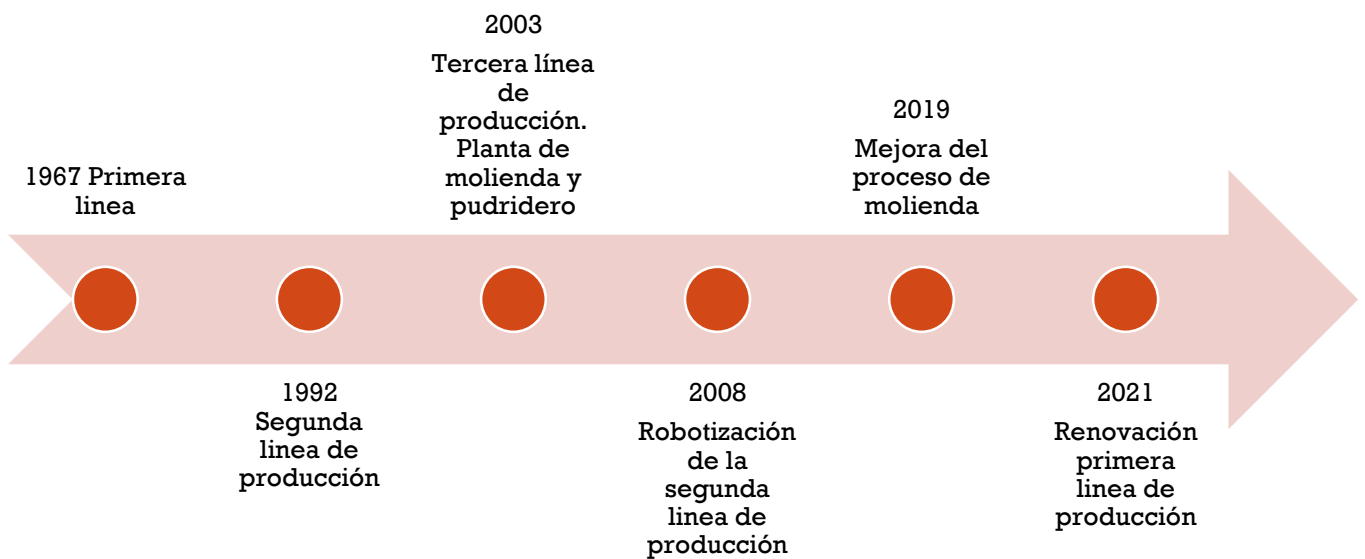 1967 Primera
linea
1992
Segunda
linea de
producción
2003
Tercera línea
de
producción.
Planta de
molienda y
pudridero
2008
Robotización
de la
segunda
linea de
producción
2019
Mejora del
proceso de
molienda
2021
Renovación
primera
linea de
producción